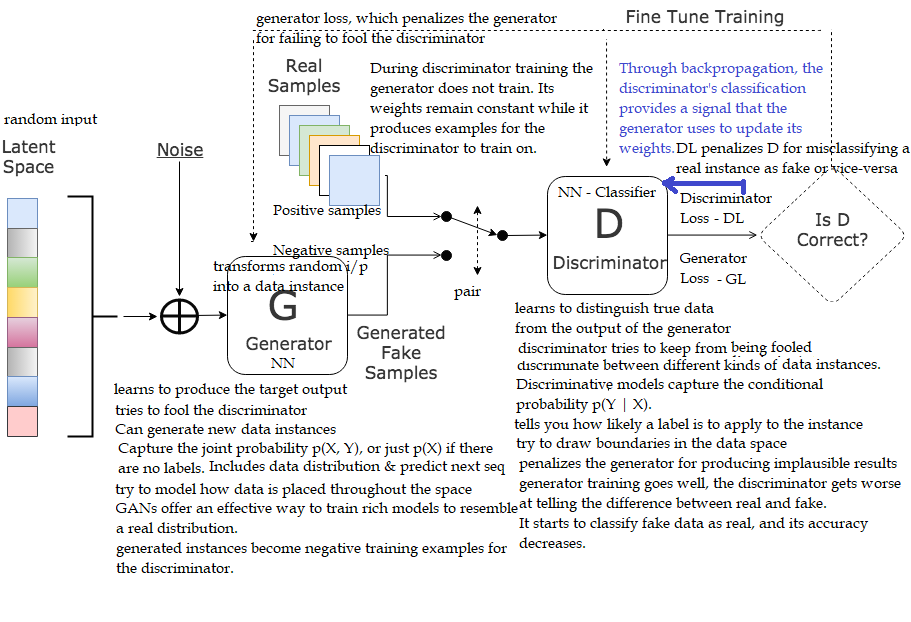 generator loss, which penalizes the generator
for failing to fool the discriminator
Fine Tune Training
Real
Samples
During discriminator training the
generator does not train. Its
weights remain constant while it
produces examples for the
discriminator to train on.
Through backpropagation, the
discriminator's classification
provides a signal that the
generator uses to update its
weights.
DL penalizes D for misclassifying a
real instance as fake or vice-versa
random input
Latent
Space
Noise
Positive samples
Negative samples
transforms random i/p
into a data instance
G
Generator
NN
Generated
Fake
Samples
pair
NN - Classifier
D
Discriminator
Discriminator
Loss - DL
Generator
Loss - GL
Is D
Correct?
learns to produce the target output
tries to fool the discriminator
Can generate new data instances
Capture the joint probability p(X, Y), or just p(X) if there
are no labels. Includes data distribution & predict next seq
try to model how data is placed throughout the space
GANs offer an effective way to train rich models to resemble
a real distribution.
generated instances become negative training examples for
the discriminator.
learns to distinguish true data
from the output of the generator
discriminator tries to keep from being fooled
discriminate between different kinds of data instances.
Discriminative models capture the conditional
probability p(Y | X).
tells you how likely a label is to apply to the instance
try to draw boundaries in the data space
penalizes the generator for producing implausible results
generator training goes well, the discriminator gets worse
at telling the difference between real and fake.
It starts to classify fake data as real, and its accuracy
decreases.